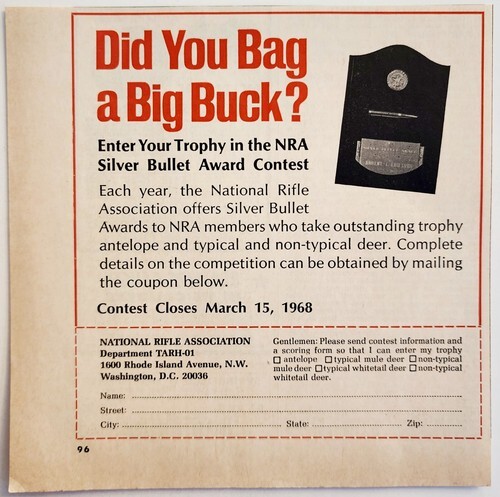 Did You Bag
a Big Buck?
Enter Your Trophy in the NRA
Silver Bullet Award Contest
Each year, the National Rifle
Association offers Silver Bullet
Awards to NRA members who take outstanding trophy
antelope and typical and non-typical deer. Complete
details on the competition can be obtained by mailing
the coupon below.
Contest Closes March 15, 1968
NATIONAL RIFLE ASSOCIATION
Department TARH-01
1600 Rhode Island Avenue, N.W.
Washington, D.C. 20036
Gentlemen: Please send contest information and
a scoring form so that I can enter my trophy
☐ antelope ☐ typical mule deer ☐ non-typical
mule deer ☐ typical whitetail deer ☐ non-typical
whitetail deer.
Name:
Street:
City: State: Zip:
96